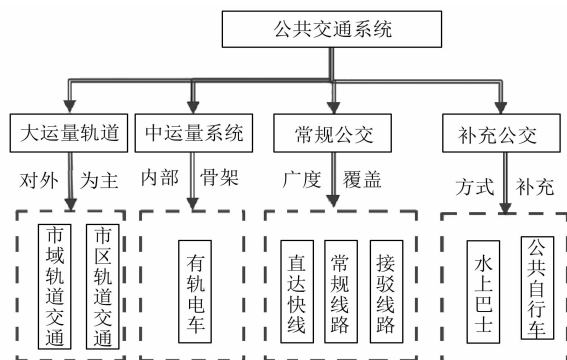 公共交通系统
大运量轨道 中运量系统 常规公交 补充公交
对外 为主 内部 骨架 广度 覆盖 方式 补充
市域轨道交通
市区轨道交通
有轨电车
直达快线
常规线路
接驳线路
水上巴士
公共自行车